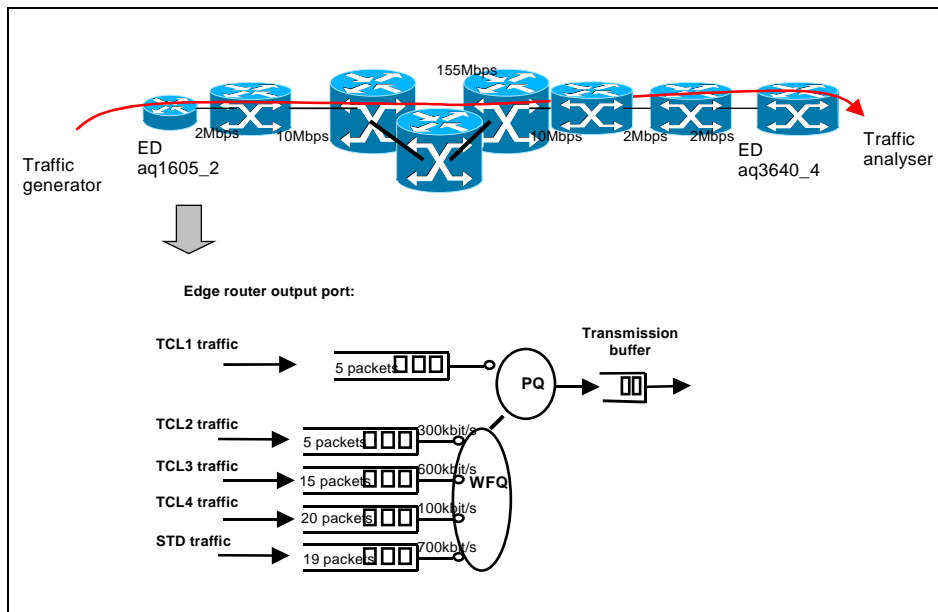 155Mbps
2Mbps
10Mbps
10Mbps
2Mbps
2Mbps
Traffic
generator
ED
aq1605_2
ED
aq3640_4
Traffic
analyser
Edge router output port:
TCL1 traffic
5 packets
PQ
Transmission
buffer
TCL2 traffic
5 packets
300kbit/s
TCL3 traffic
15 packets
600kbit/s
WFQ
TCL4 traffic
20 packets
100kbit/s
STD traffic
19 packets
700kbit/s